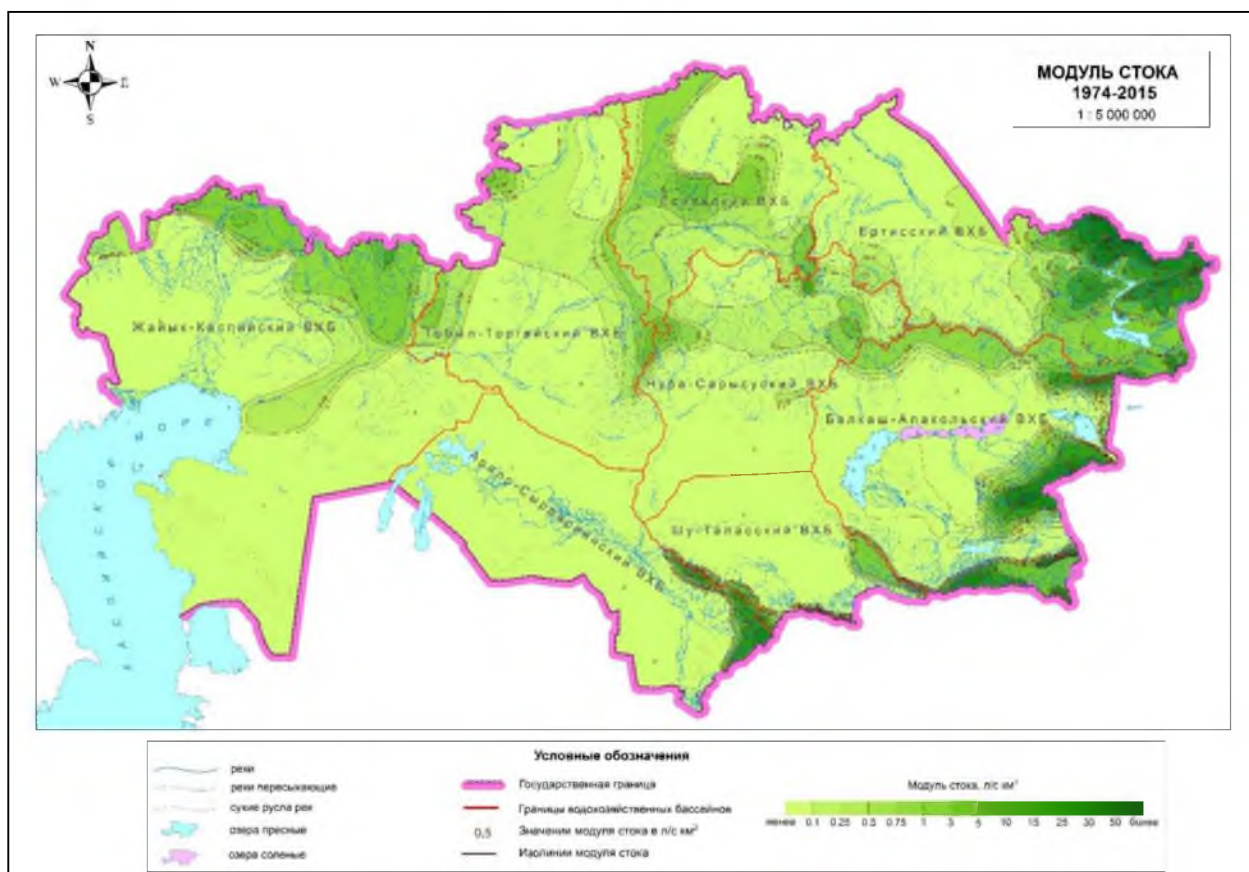 N
W E
S
МОДУЛЬ СТОКА
1974-2015
1 : 5 000 000
Есильский ВХБ
Ертисский ВХБ
Жайык-Каспийский ВХБ
Тобыл-Торгайский ВХБ
Нура-Сарысуский ВХБ
Балкаш-Алакольский ВХБ
КАСПИЙСКОЕ МОРЕ
Арало-Сырдарьинский ВХБ
Шу-Таласский ВХБ
Условные обозначения
реки
реки пересыхающие
сухие русла рек
озера пресные
озера соленые
Государственная граница
Границы водохозяйственных бассейнов
0,5 Значении модуля стока в л/с км²
Изолинии модуля стока
Модуль стока, л/с км²
менее 0.1 0.25 0.5 0.75 1 3 5 10 15 25 30 50 более